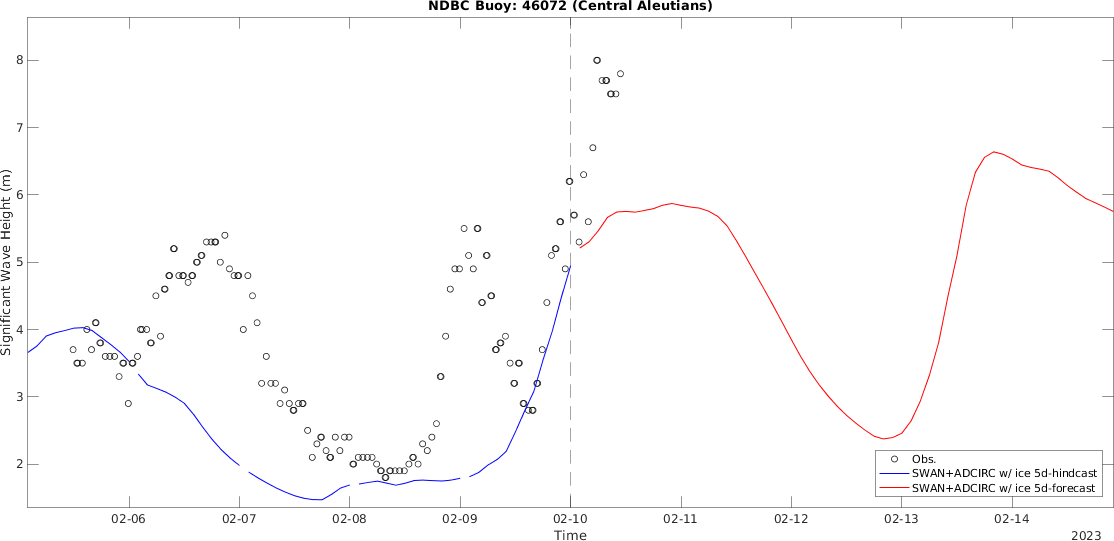 NDBC Buoy: 46072 (Central Aleutians)
Significant Wave Height (m)
8
7
6
5
4
3
2
Obs.
SWAN+ADCIRC w/ ice 5d-hindcast
SWAN+ADCIRC w/ ice 5d-forecast
02-06 02-07 02-08 02-09 02-10 02-11 02-12 02-13 02-14
Time
2023